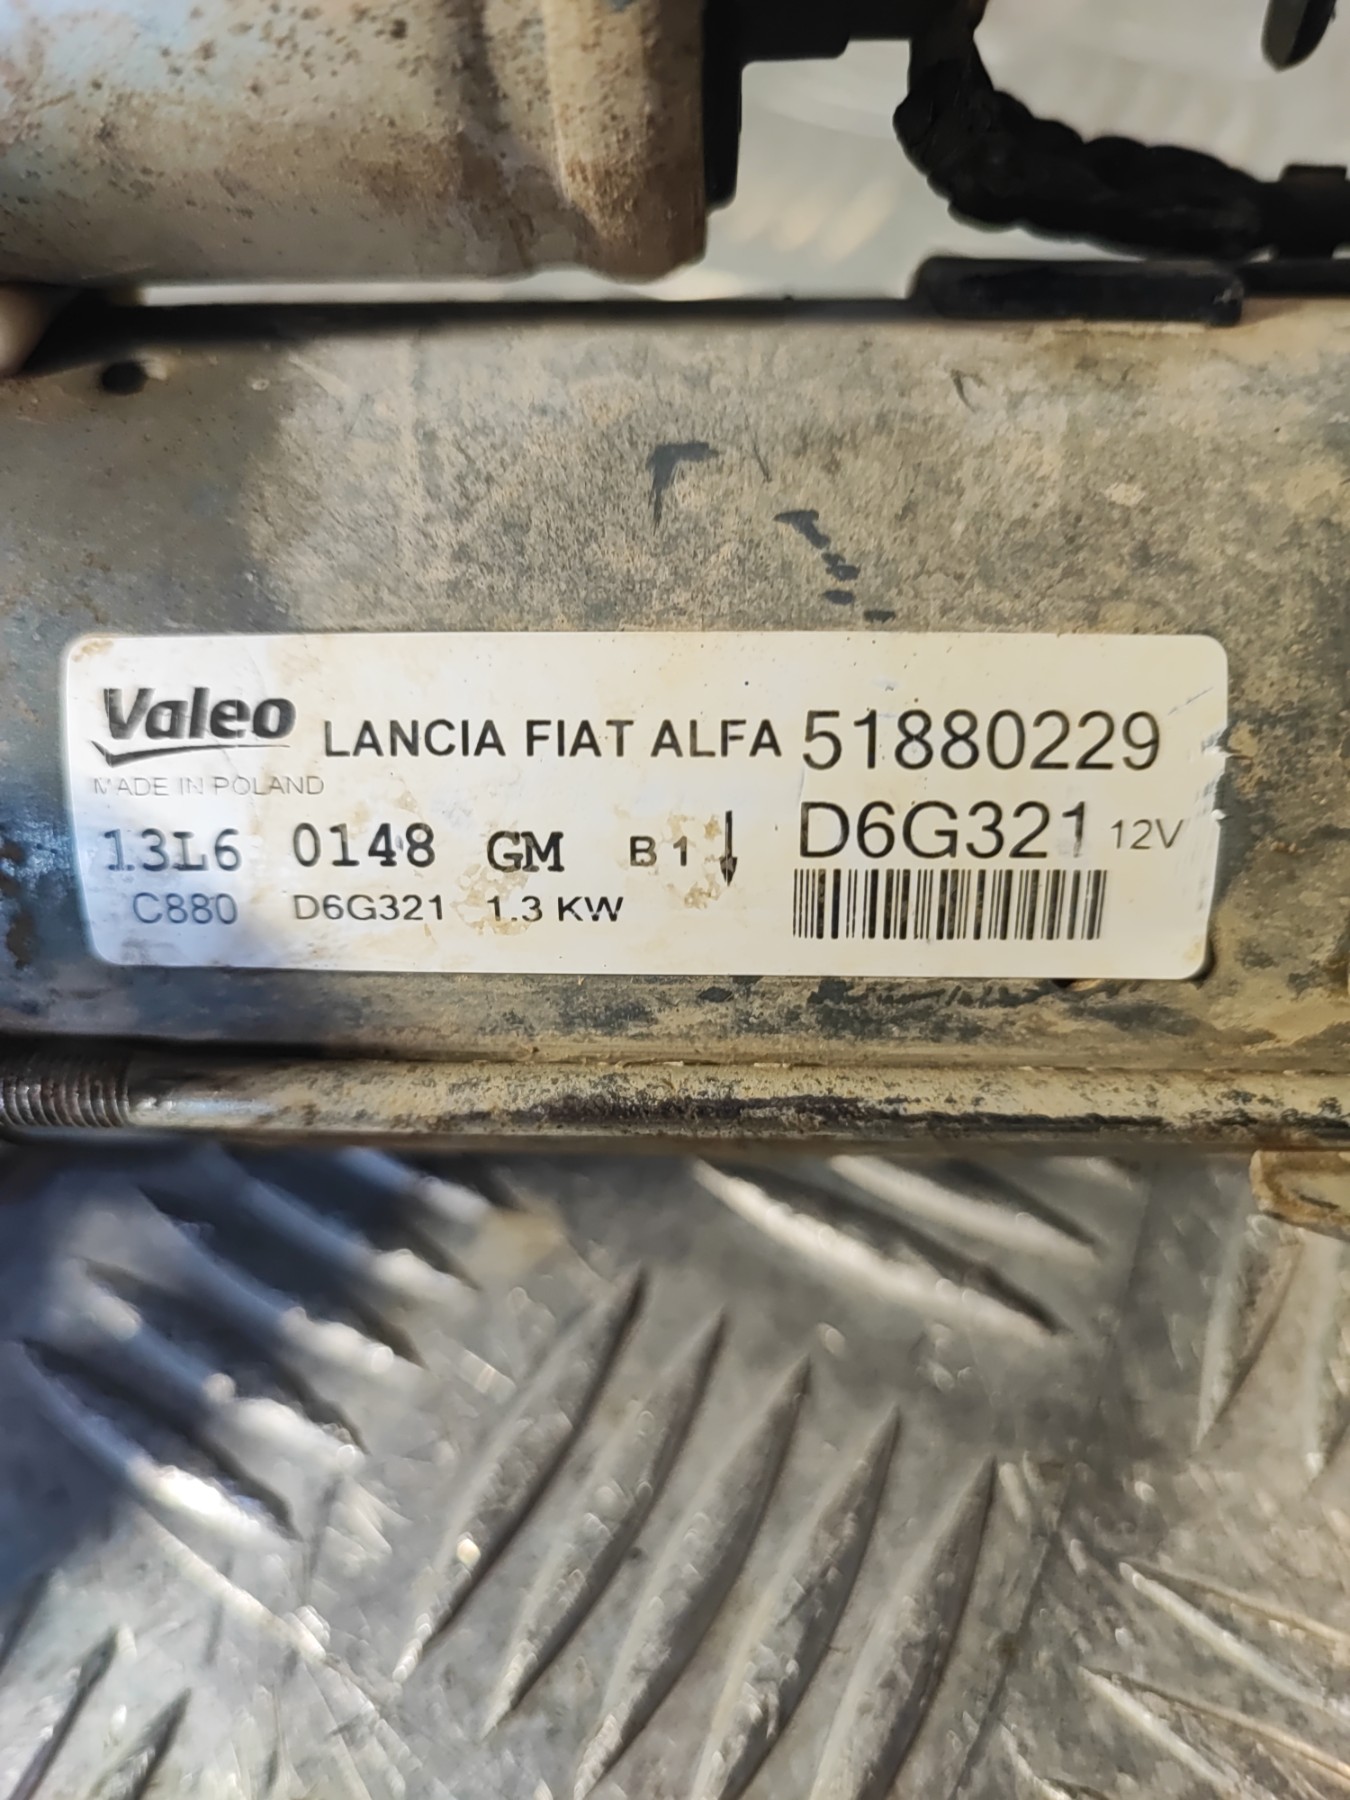 Valeo LANCIA FIAT ALFA 51880229
MADE IN POLAND
D6G321 12V
13L6 0148 GM B1
C880 D6G321 1.3 KW